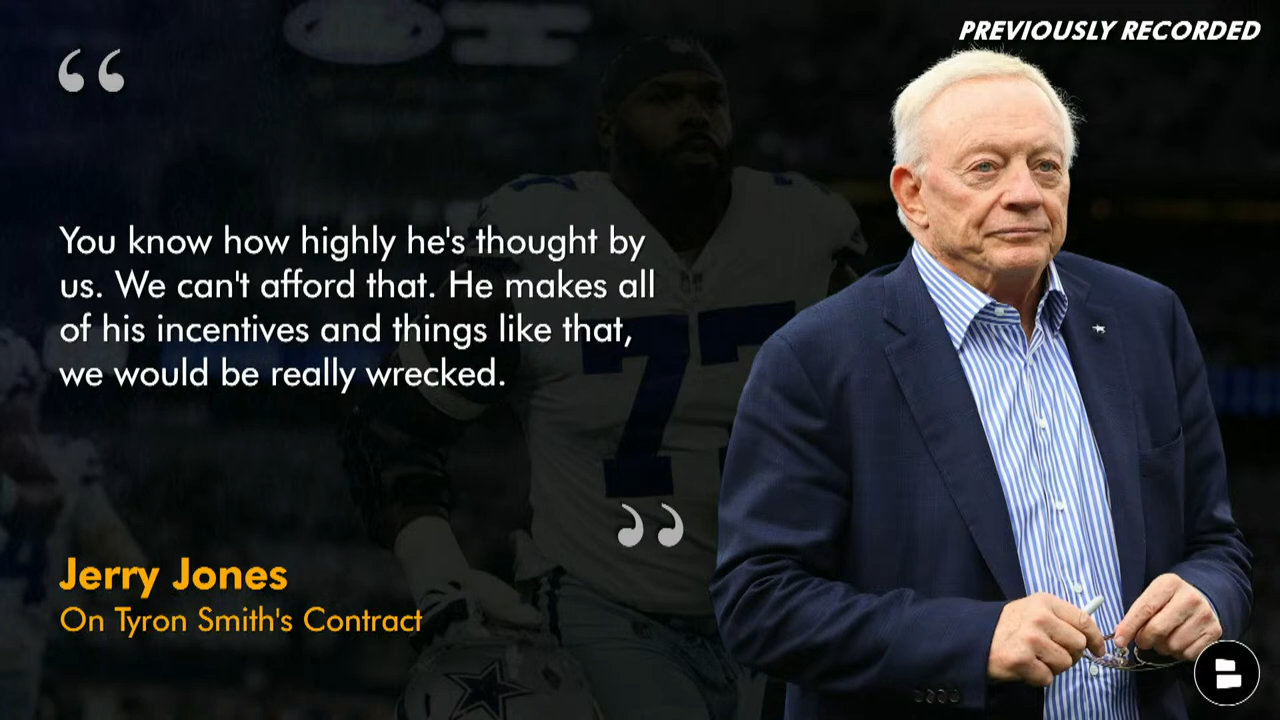 PREVIOUSLY RECORDED
“
You know how highly he's thought by
us. We can't afford that. He makes all
of his incentives and things like that,
we would be really wrecked.
”
Jerry Jones
On Tyron Smith's Contract
77